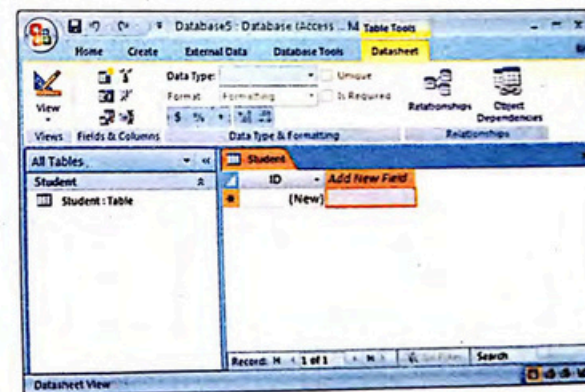 Database5 : Database (Access ... M Table Tools
Home Create External Data Database Tools Datasheet
View
Data Type:
Unique
Format: Formatting
Is Required
$ %
Relationships
Object Dependencies
Views Fields & Columns Data Type & Formatting Relationships
All Tables
Student
Student : Table
Student
ID Add New Field
(New)
Record: 1 of 1 Search
Datasheet View